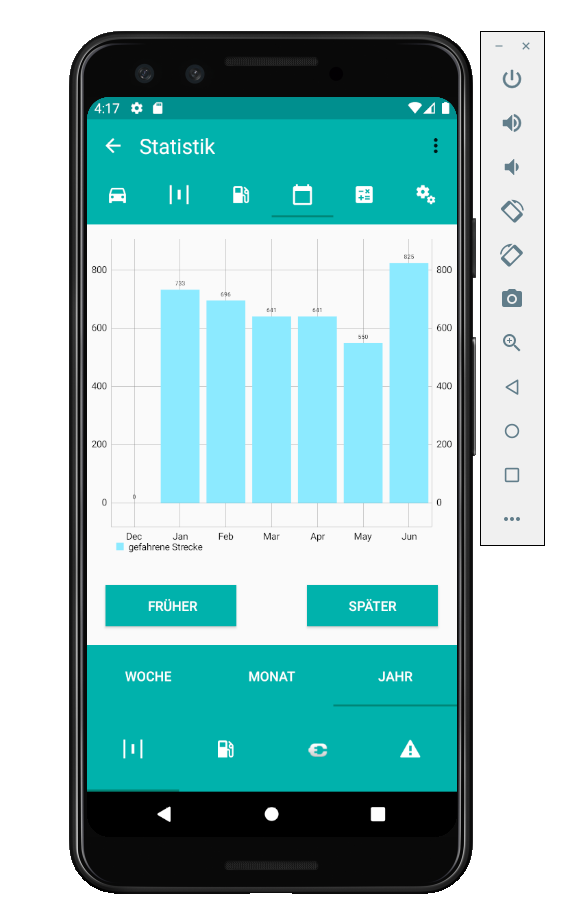 4:17
Statistik
825
800 800
733
696
641 641
600 600
550
400 400
200 200
0
0 0
Dec Jan Feb Mar Apr May Jun
gefahrene Strecke
FRÜHER SPÄTER
WOCHE MONAT JAHR